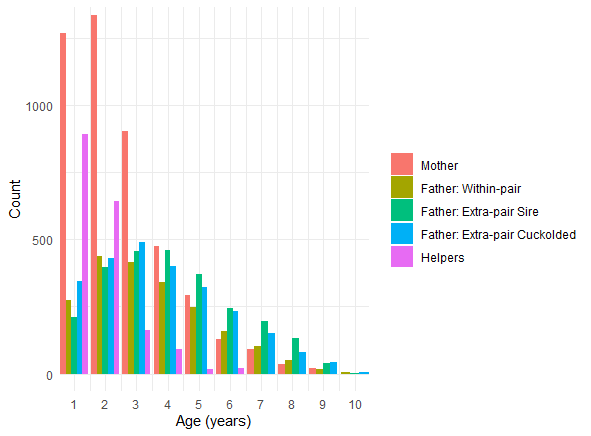 Count
1000
500
0
1 2 3 4 5 6 7 8 9 10
Age (years)
Mother
Father: Within-pair
Father: Extra-pair Sire
Father: Extra-pair Cuckolded
Helpers